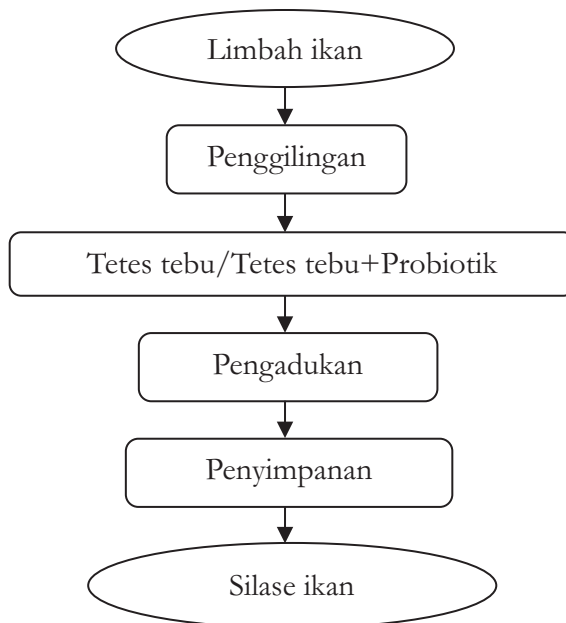 Limbah ikan
Penggilingan
Tetes tebu/Tetes tebu+Probiotik
Pengadukan
Penyimpanan
Silase ikan